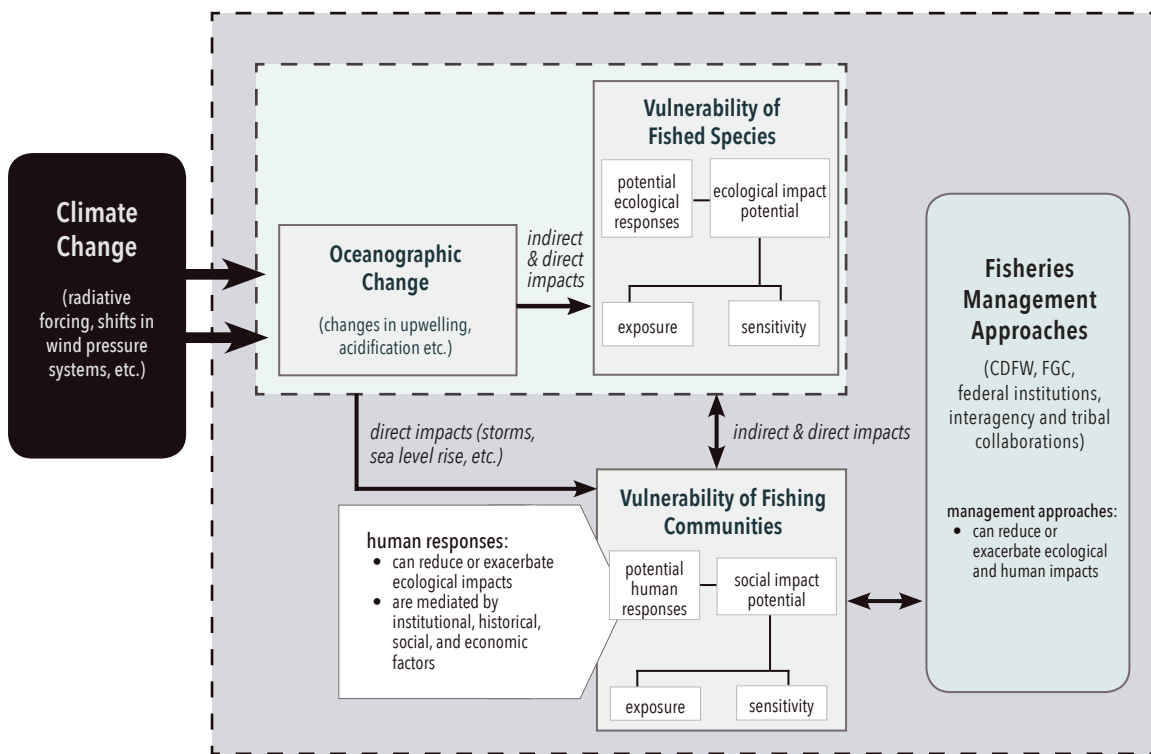 Climate
Change
(radiative
forcing, shifts in
wind pressure
systems, etc.)
Oceanographic
Change
(changes in upwelling,
acidification etc.)
indirect
& direct
impacts
Vulnerability of
Fished Species
potential
ecological
responses
ecological impact
potential
exposure
sensitivity
direct impacts (storms,
sea level rise, etc.)
indirect & direct impacts
human responses:
• can reduce or exacerbate
ecological impacts
• are mediated by
institutional, historical,
social, and economic
factors
Vulnerability of Fishing
Communities
potential
human
responses
social impact
potential
exposure
sensitivity
Fisheries
Management
Approaches
(CDFW, FGC,
federal institutions,
interagency and tribal
collaborations)
management approaches:
• can reduce or
exacerbate ecological
and human impacts